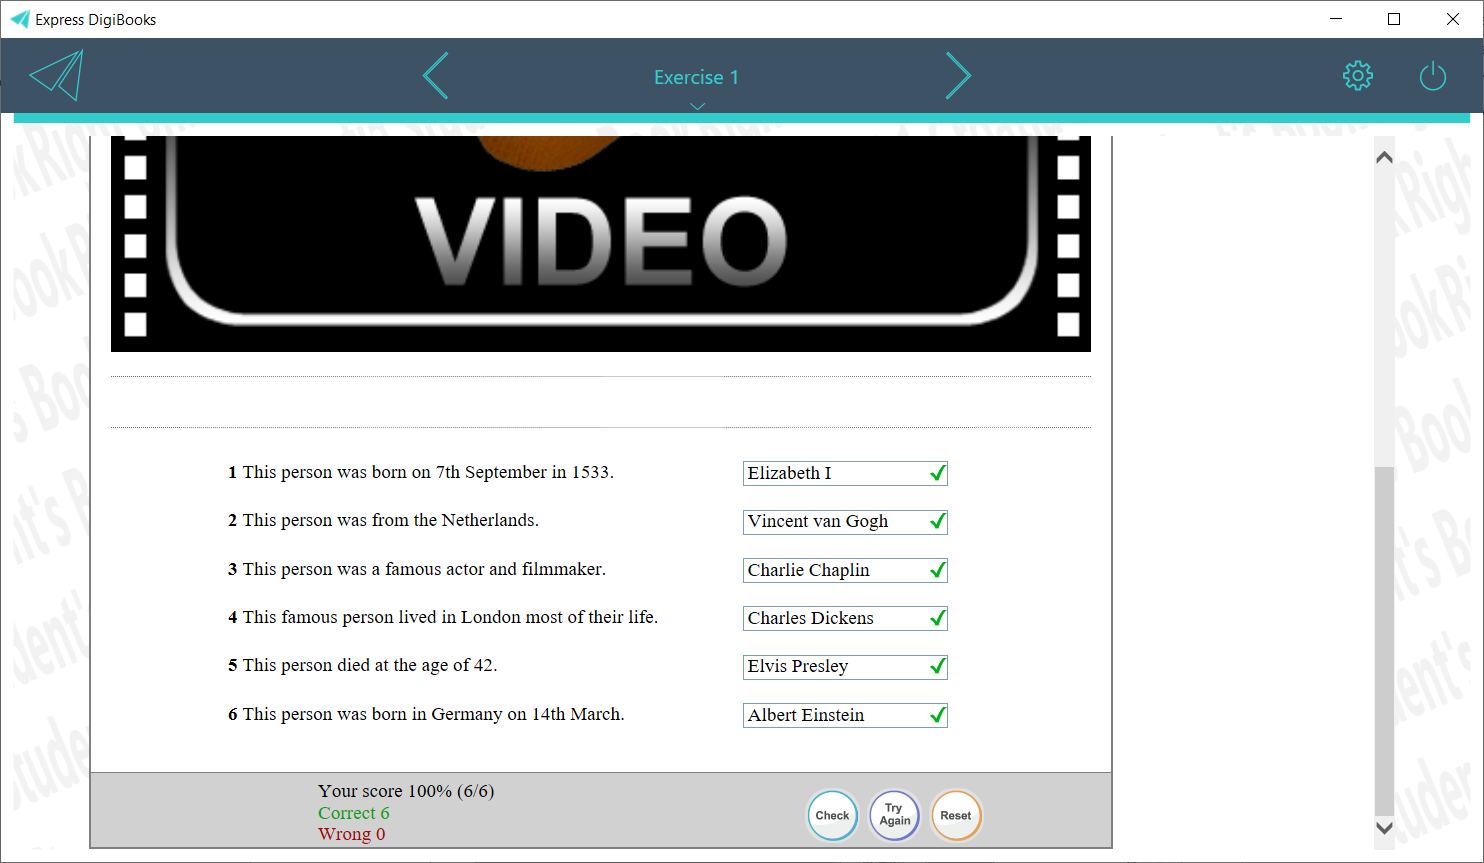 Express DigiBooks
Exercise 1
VIDEO
1 This person was born on 7th September in 1533.
Elizabeth I
2 This person was from the Netherlands.
Vincent van Gogh
3 This person was a famous actor and filmmaker.
Charlie Chaplin
4 This famous person lived in London most of their life.
Charles Dickens
5 This person died at the age of 42.
Elvis Presley
6 This person was born in Germany on 14th March.
Albert Einstein
Your score 100% (6/6)
Correct 6
Wrong 0
Check
Try
Again
Reset